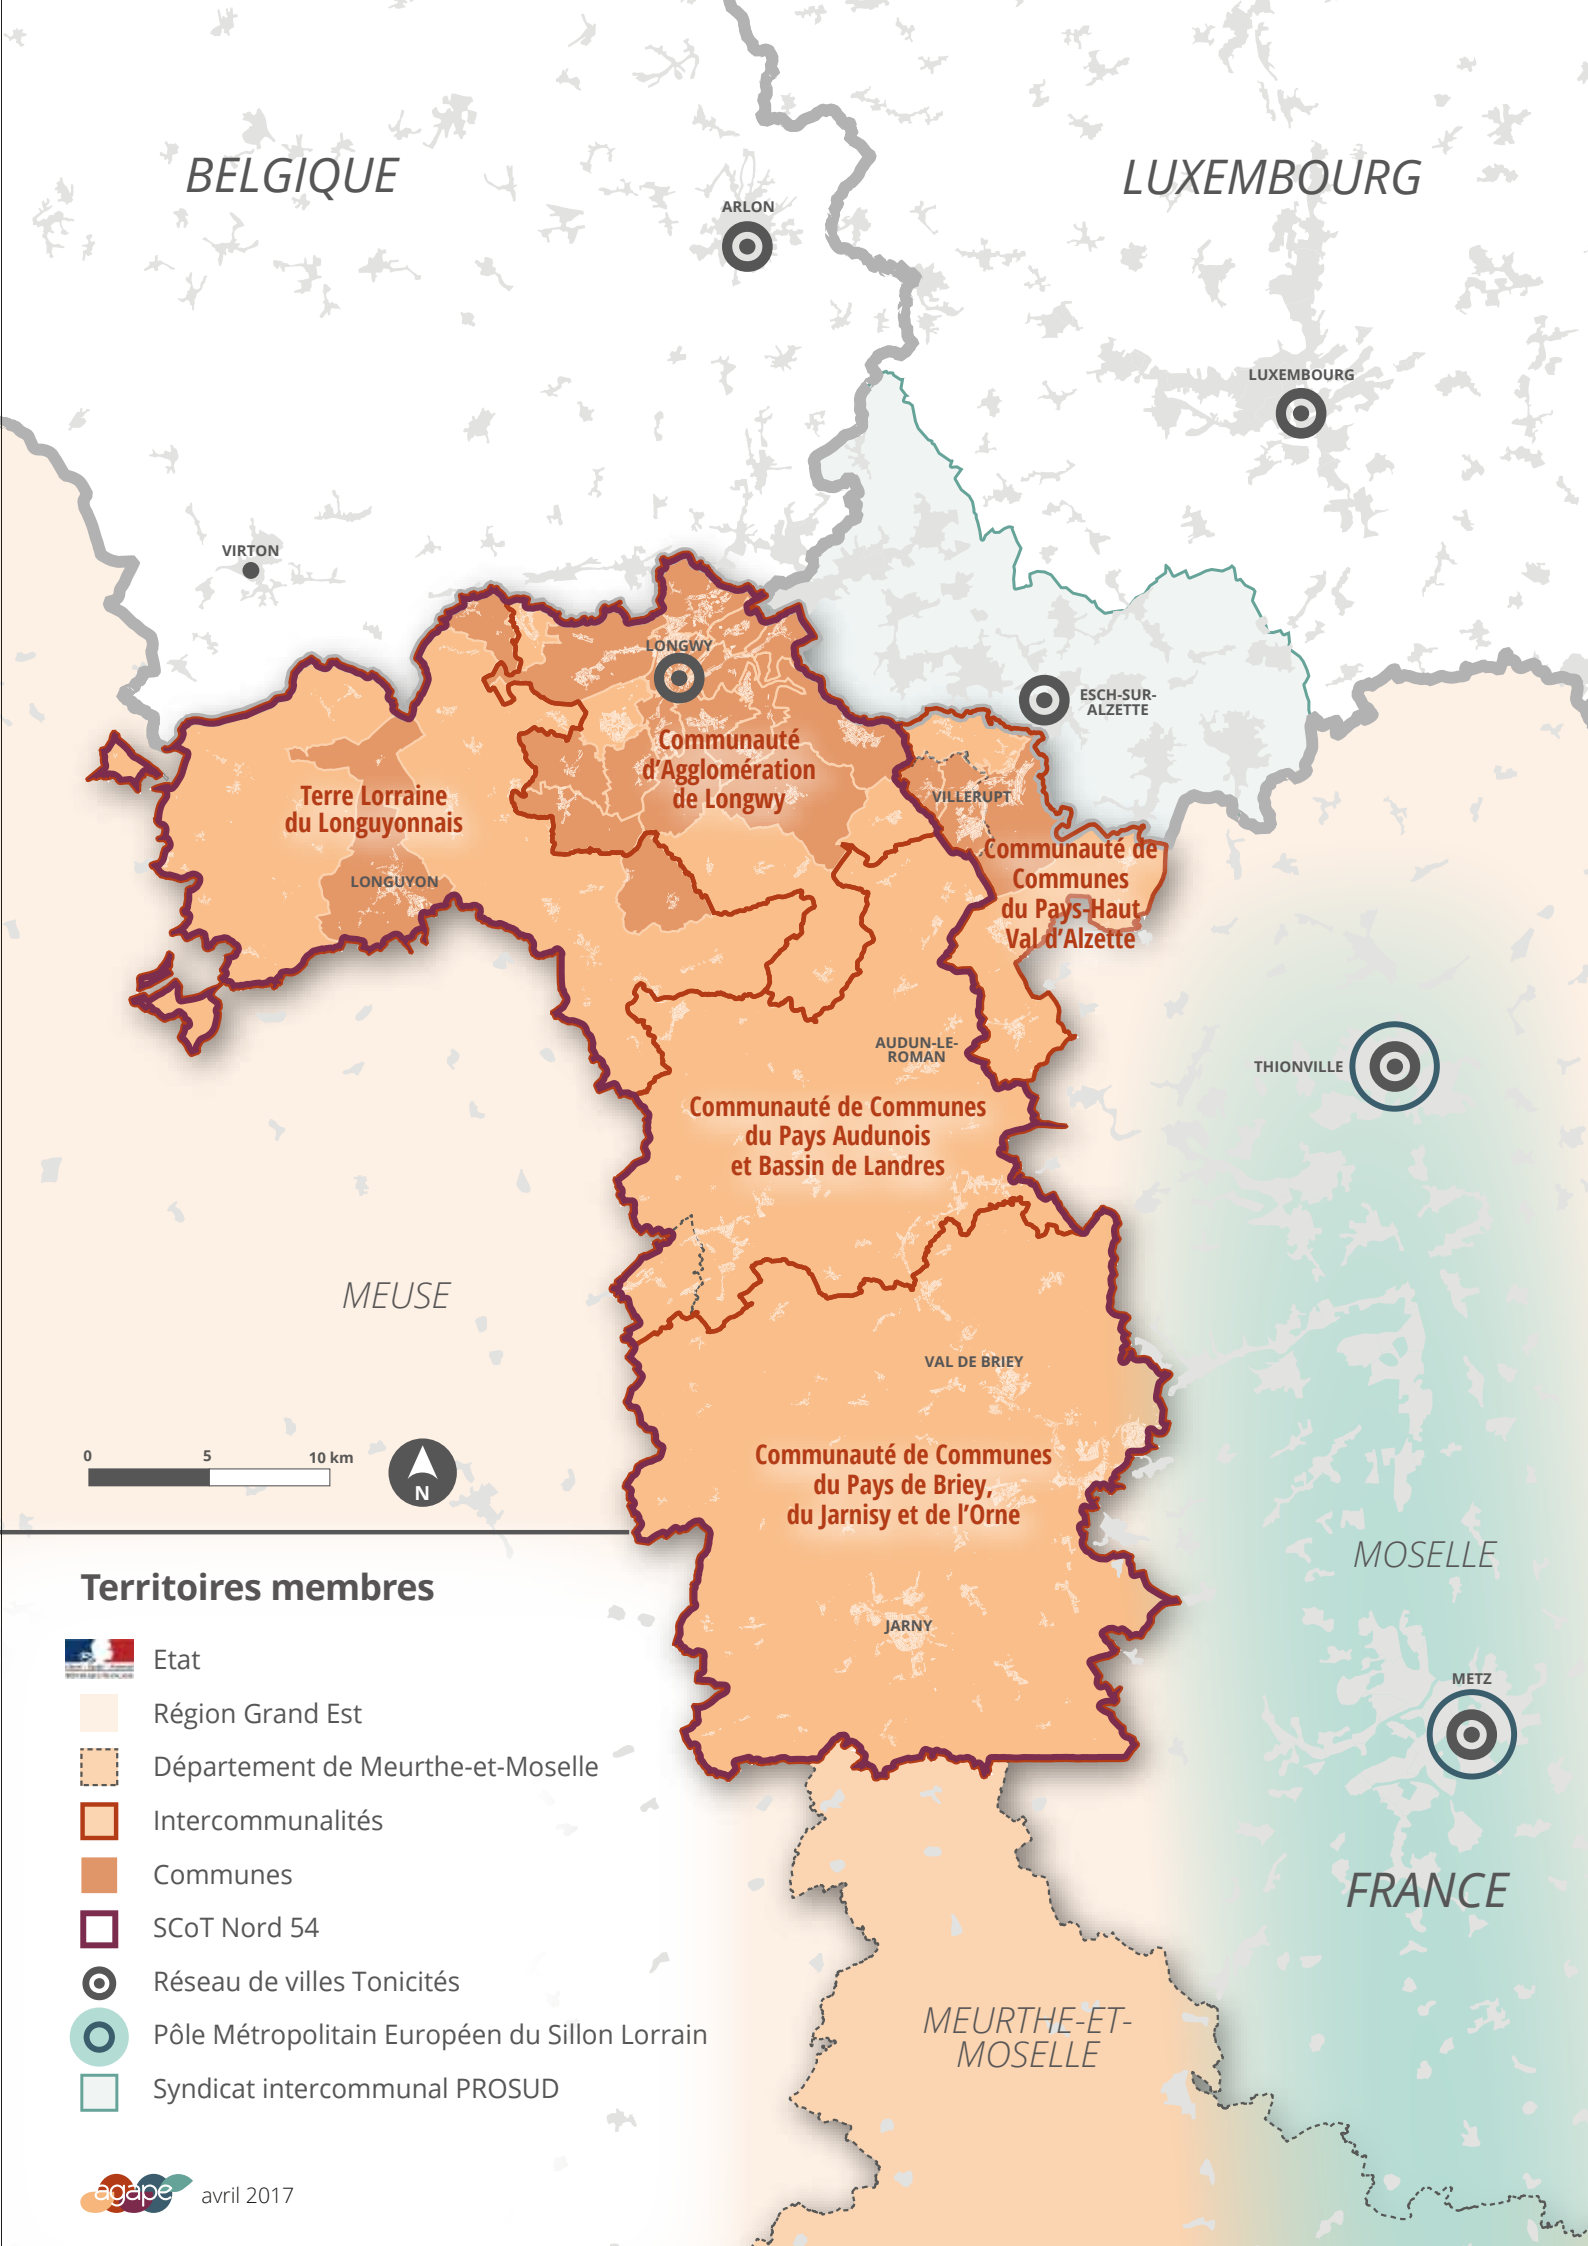 BELGIQUE
LUXEMBOURG
ARLON
LUXEMBOURG
VIRTON
LONGWY
ESCH-SUR-
ALZETTE
Communauté
d'Agglomération
de Longwy
Terre Lorraine
du Longuyonnais
VILLERUPT
LONGUYON
Communauté de
Communes
du Pays-Haut
Val d'Alzette
AUDUN-LE-
ROMAN
THIONVILLE
Communauté de Communes
du Pays Audunois
et Bassin de Landres
MEUSE
VAL DE BRIEY
Communauté de Communes
du Pays de Briey,
du Jarnisy et de l'Orne
0 5 10 km
N
MOSELLE
JARNY
METZ
FRANCE
MEURTHE-ET-
MOSELLE
Territoires membres
Etat
Région Grand Est
Département de Meurthe-et-Moselle
Intercommunalités
Communes
SCoT Nord 54
Réseau de villes Tonicités
Pôle Métropolitain Européen du Sillon Lorrain
Syndicat intercommunal PROSUD
agape avril 2017